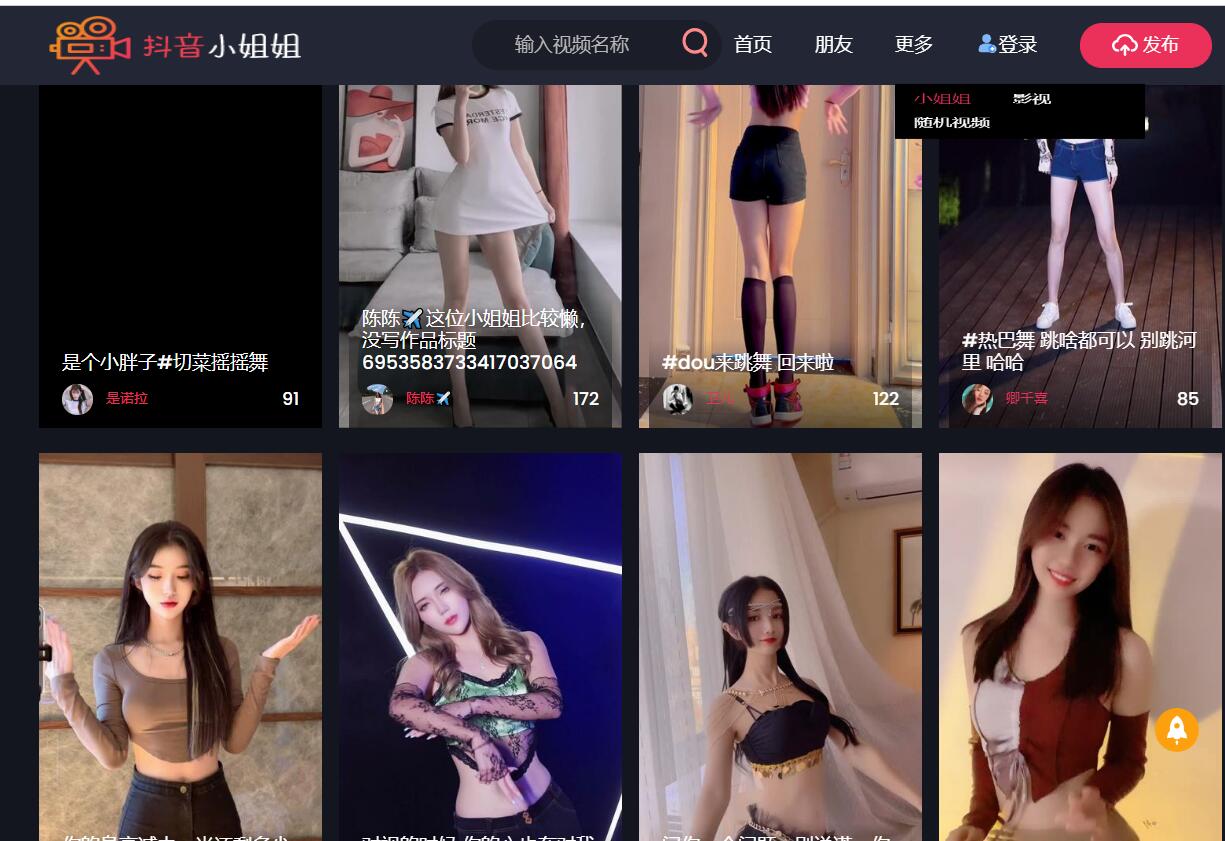 抖音小姐姐
输入视频名称
首页
朋友
更多
登录
发布
小姐姐
影视
随机视频
是个小胖子#切菜摇摇舞
是诺拉
91
陈陈✈️这位小姐姐比较懒，
没写作品标题
6953583733417037064
陈陈✈️
172
#dou来跳舞 回来啦
122
#热巴舞 跳啥都可以 别跳河
里 哈哈
卿千喜
85